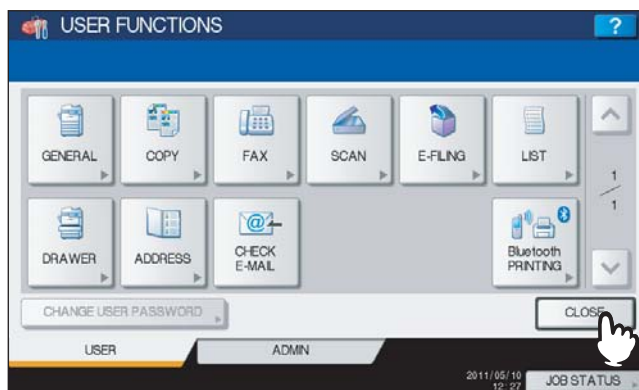 USER FUNCTIONS
?
GENERAL
COPY
FAX
SCAN
E-FILING
LIST
1
1
DRAWER
ADDRESS
@
CHECK
E-MAIL
Bluetooth
PRINTING
CHANGE USER PASSWORD
CLOSE
USER
ADMIN
2011/05/10
12:27
JOB STATUS